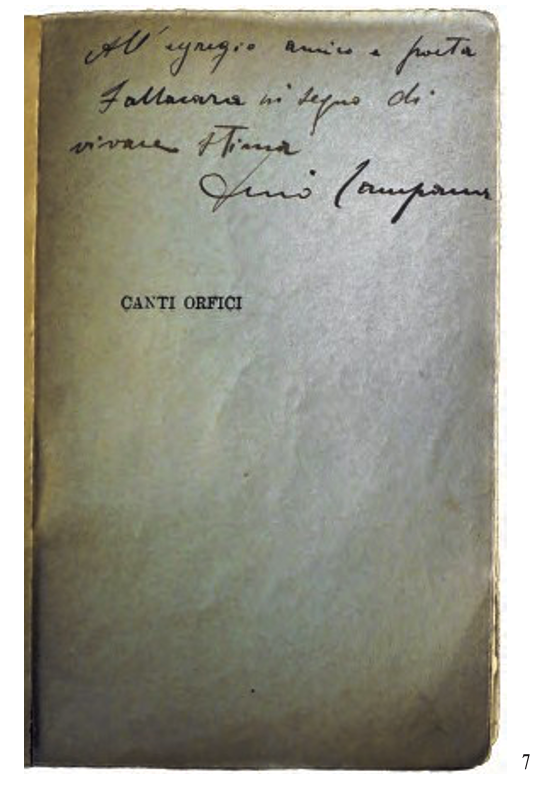 All'egregio amico e poeta
Fallacara in segno di
vivace stima
Dino Campana
CANTI ORFICI
7